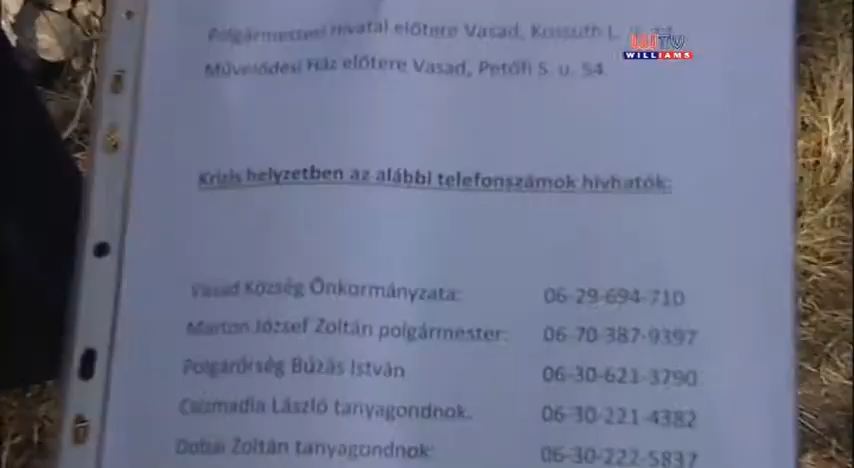 Polgármesteri Hivatal előtere Vasad, Kossuth L.
ÚJTV
WILLIAMS
Művelődési Ház előtere Vasad, Petőfi S. u. 54.
Krízis helyzetben az alábbi telefonszámok hívhatók:
Vasad Község Önkormányzata: 06-29-694-710
Marton József Zoltán polgármester: 06-70-387-9397
Polgárőrség Búzás István 06-30-621-3790
Csizmadia László tanyagondnok: 06-30-221-4382
Dobai Zoltán tanyagondnok: 06-30-222-5837